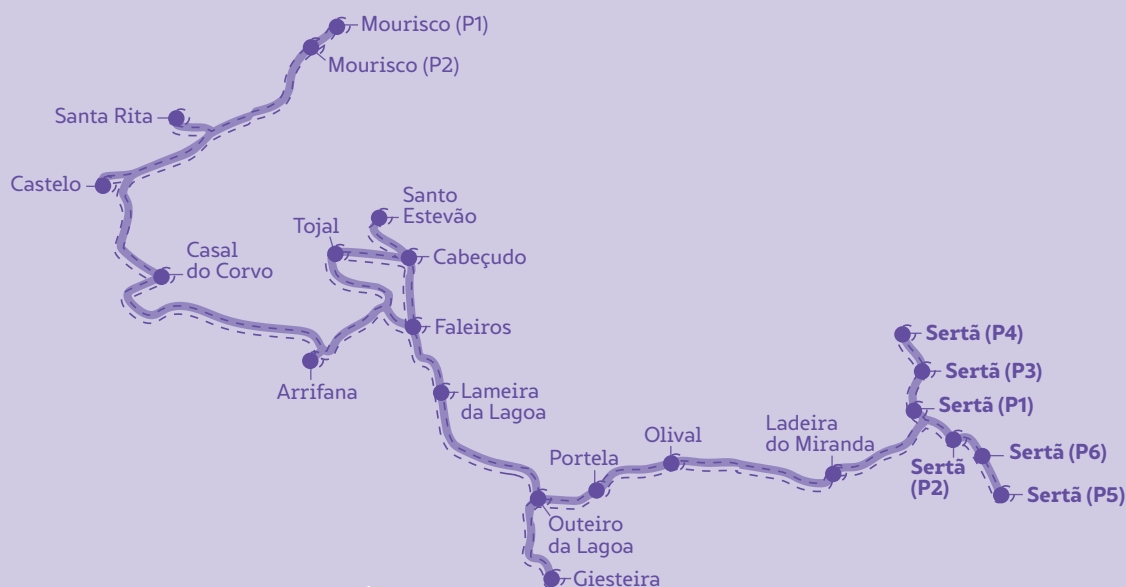 Mourisco (P1)
Mourisco (P2)
Santa Rita
Castelo
Santo
Estevão
Tojal
Cabeçudo
Casal
do Corvo
Faleiros
Arrifana
Lameira
da Lagoa
Sertã (P4)
Sertã (P3)
Sertã (P1)
Ladeira
do Miranda
Olival
Portela
Sertã
(P2)
Sertã (P6)
Sertã (P5)
Outeiro
da Lagoa
Giesteira